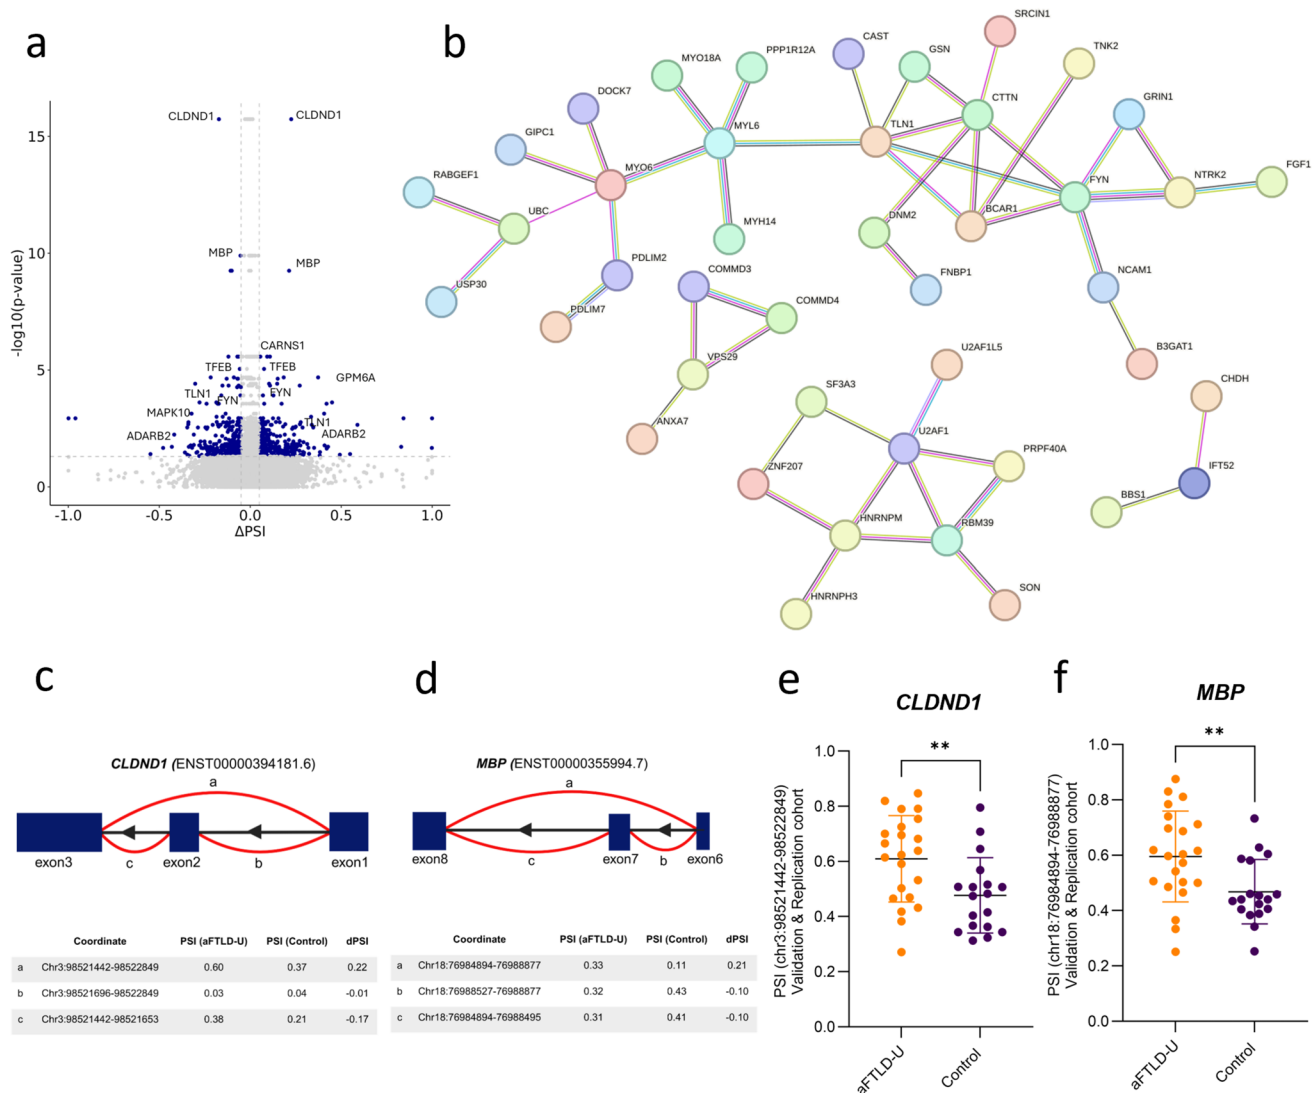 a
-log10(p-value)
15
10
5
0
-1.0
-0.5
0.0
0.5
1.0
ΔPSI
CLDND1
CLDND1
MBP
MBP
CARNS1
TFEB
TFEB
GPM6A
TLN1
FYN
FYN
MAPK10
TLN1
ADARB2
ADARB2
b
SRCIN1
CAST
GSN
TNK2
MYO18A
PPP1R12A
DOCK7
CTTN
GRIN1
MYL6
TLN1
GIPC1
MYO6
FYN
NTRK2
FGF1
RABGEF1
UBC
BCAR1
DNM2
MYH14
PDLIM2
COMMD3
NCAM1
FNBP1
USP30
COMMD4
PDLIM7
B3GAT1
VPS29
U2AF1L5
SF3A3
CHDH
ANXA7
U2AF1
PRPF40A
ZNF207
IFT52
BBS1
HNRNPM
RBM39
SON
HNRNPH3
c
CLDND1 (ENST00000394181.6)
a
exon3
c
exon2
b
exon1
Coordinate PSI (aFTLD-U) PSI (Control) dPSI
a Chr3:98521442-98522849 0.60 0.37 0.22
b Chr3:98521696-98522849 0.03 0.04 -0.01
c Chr3:98521442-98521653 0.38 0.21 -0.17
d
MBP (ENST00000355994.7)
a
exon8
c
exon7
b
exon6
Coordinate PSI (aFTLD-U) PSI (Control) dPSI
a Chr18:76984894-76988877 0.33 0.11 0.21
b Chr18:76988527-76988877 0.32 0.43 -0.10
c Chr18:76984894-76988495 0.31 0.41 -0.10
e
CLDND1
**
PSI (chr3:98521442-98522849)
Validation & Replication cohort
1.0
0.8
0.6
0.4
0.2
0.0
aFTLD-U
Control
f
MBP
**
PSI (chr18:76984894-76988877)
Validation & Replication cohort
1.0
0.8
0.6
0.4
0.2
0.0
aFTLD-U
Control